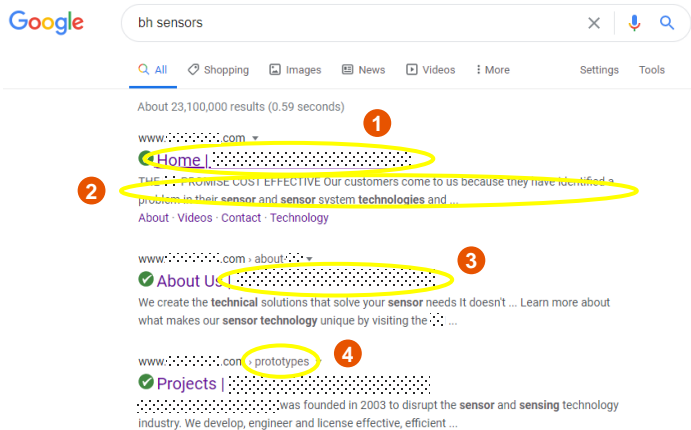 Google
bh sensors
All Shopping Images News Videos More Settings Tools
About 23,100,000 results (0.59 seconds)
1
www. .com
Home |
2
THE PROMISE COST EFFECTIVE Our customers come to us because they have identified a
problem in their sensor and sensor system technologies and ...
About · Videos · Contact · Technology
www. .com › about-
3
About Us |
We create the technical solutions that solve your sensor needs It doesn't ... Learn more about
what makes our sensor technology unique by visiting the ...
www. .com › prototypes
4
Projects |
was founded in 2003 to disrupt the sensor and sensing technology
industry. We develop, engineer and license effective, efficient ...